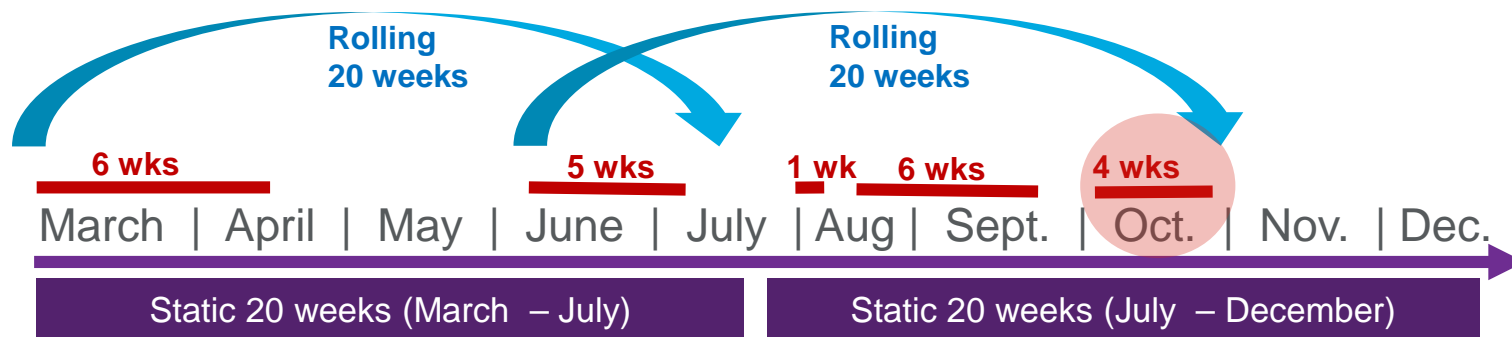 Rolling
20 weeks
Rolling
20 weeks
6 wks
5 wks
1 wk
6 wks
4 wks
March | April | May | June | July | Aug | Sept. | Oct. | Nov. | Dec.
Static 20 weeks (March – July)
Static 20 weeks (July – December)